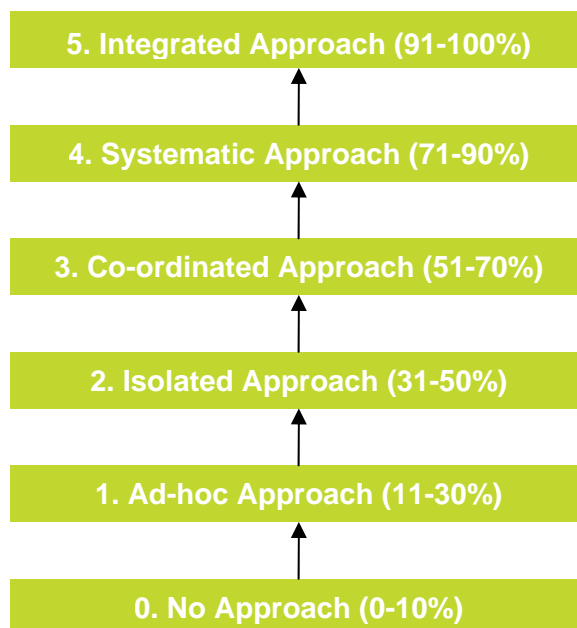 5. Integrated Approach (91-100%)
4. Systematic Approach (71-90%)
3. Co-ordinated Approach (51-70%)
2. Isolated Approach (31-50%)
1. Ad-hoc Approach (11-30%)
0. No Approach (0-10%)